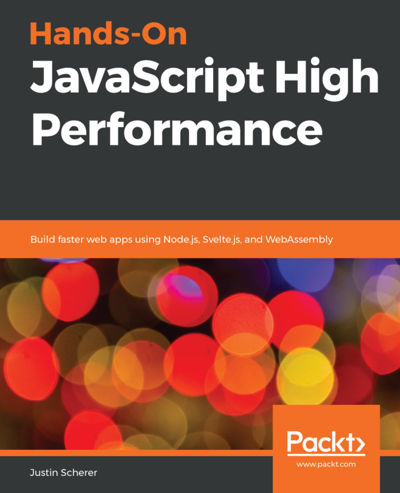 Hands-On
JavaScript High
Performance
Build faster web apps using Node.js, Svelte.js, and WebAssembly
Packt>
www.packt.com
Justin Scherer